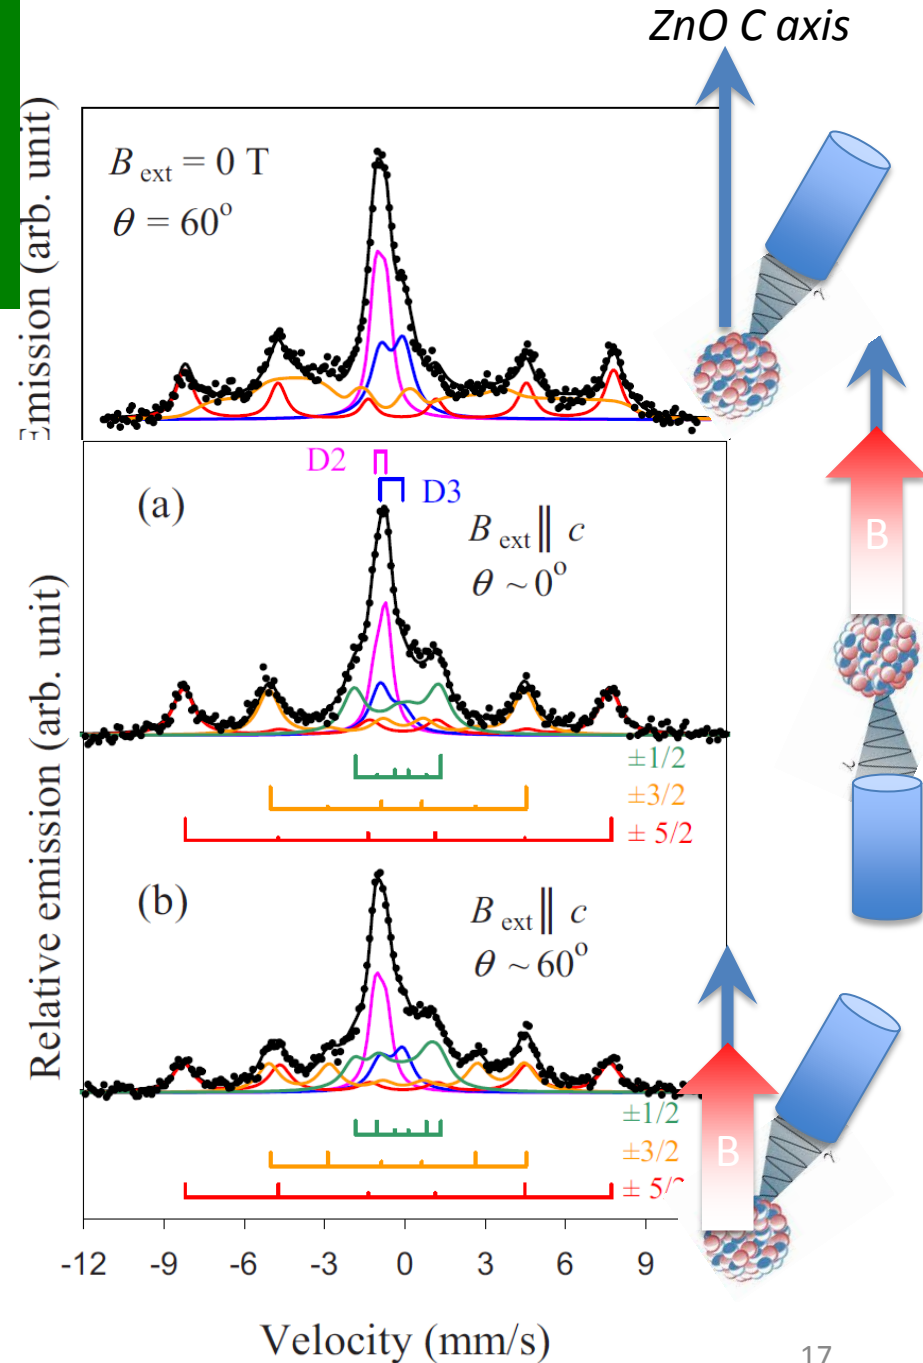 ZnO C axis
Emission (arb. unit)
B ext = 0 T
θ = 60°
D2
D3
(a)
B ext ∥ c
θ ~ 0°
B
±1/2
±3/2
± 5/2
Relative emission (arb. unit)
(b)
B ext ∥ c
θ ~ 60°
B
±1/2
±3/2
± 5/2
-12 -9 -6 -3 0 3 6 9
Velocity (mm/s)
17